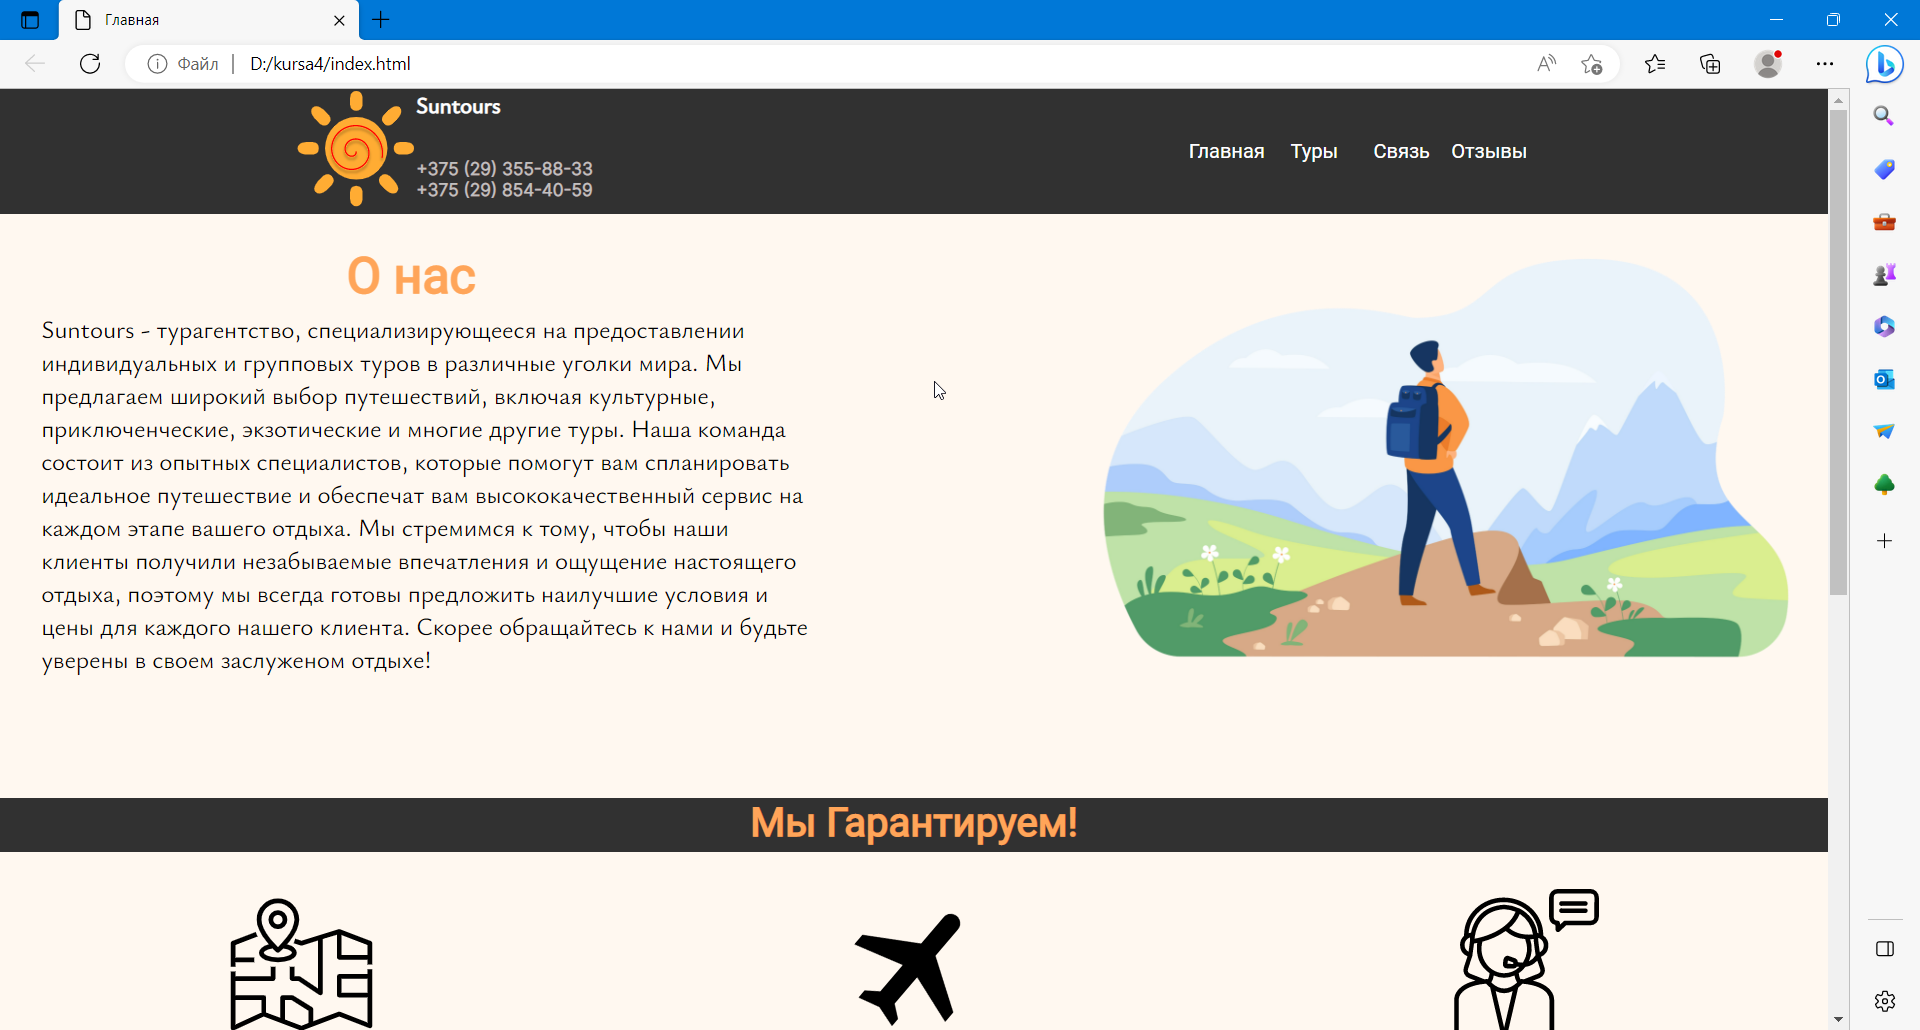 Главная
Файл
D:/kursa4/index.html
Suntours
+375 (29) 355-88-33
+375 (29) 854-40-59
Главная Туры Связь Отзывы
О нас
Suntours - турагентство, специализирующееся на предоставлении
индивидуальных и групповых туров в различные уголки мира. Мы
предлагаем широкий выбор путешествий, включая культурные,
приключенческие, экзотические и многие другие туры. Наша команда
состоит из опытных специалистов, которые помогут вам спланировать
идеальное путешествие и обеспечат вам высококачественный сервис на
каждом этапе вашего отдыха. Мы стремимся к тому, чтобы наши
клиенты получили незабываемые впечатления и ощущение настоящего
отдыха, поэтому мы всегда готовы предложить наилучшие условия и
цены для каждого нашего клиента. Скорее обращайтесь к нами и будьте
уверены в своем заслуженом отдыхе!
Мы Гарантируем!